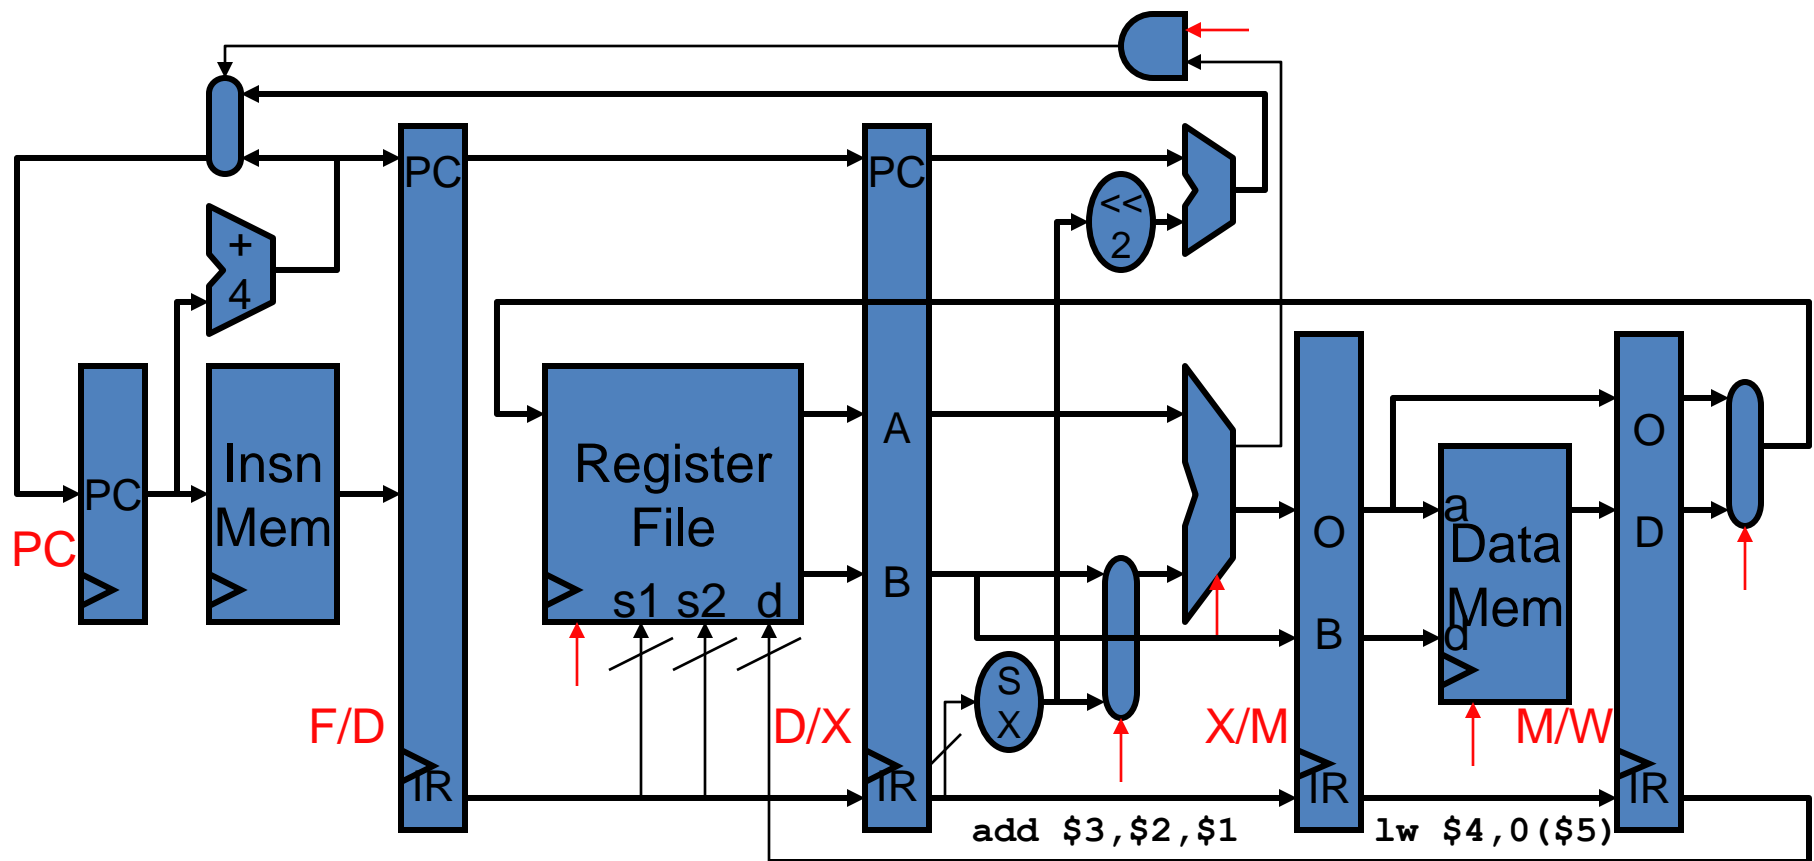 PC
PC
<<
2
+
4
A
O
Insn
Mem
Register
File
PC
O
a
D
Data
Mem
PC
B
s1 s2 d
B
d
S
X
F/D
D/X
X/M
M/W
IR
IR
IR
IR
add $3,$2,$1
lw $4,0($5)